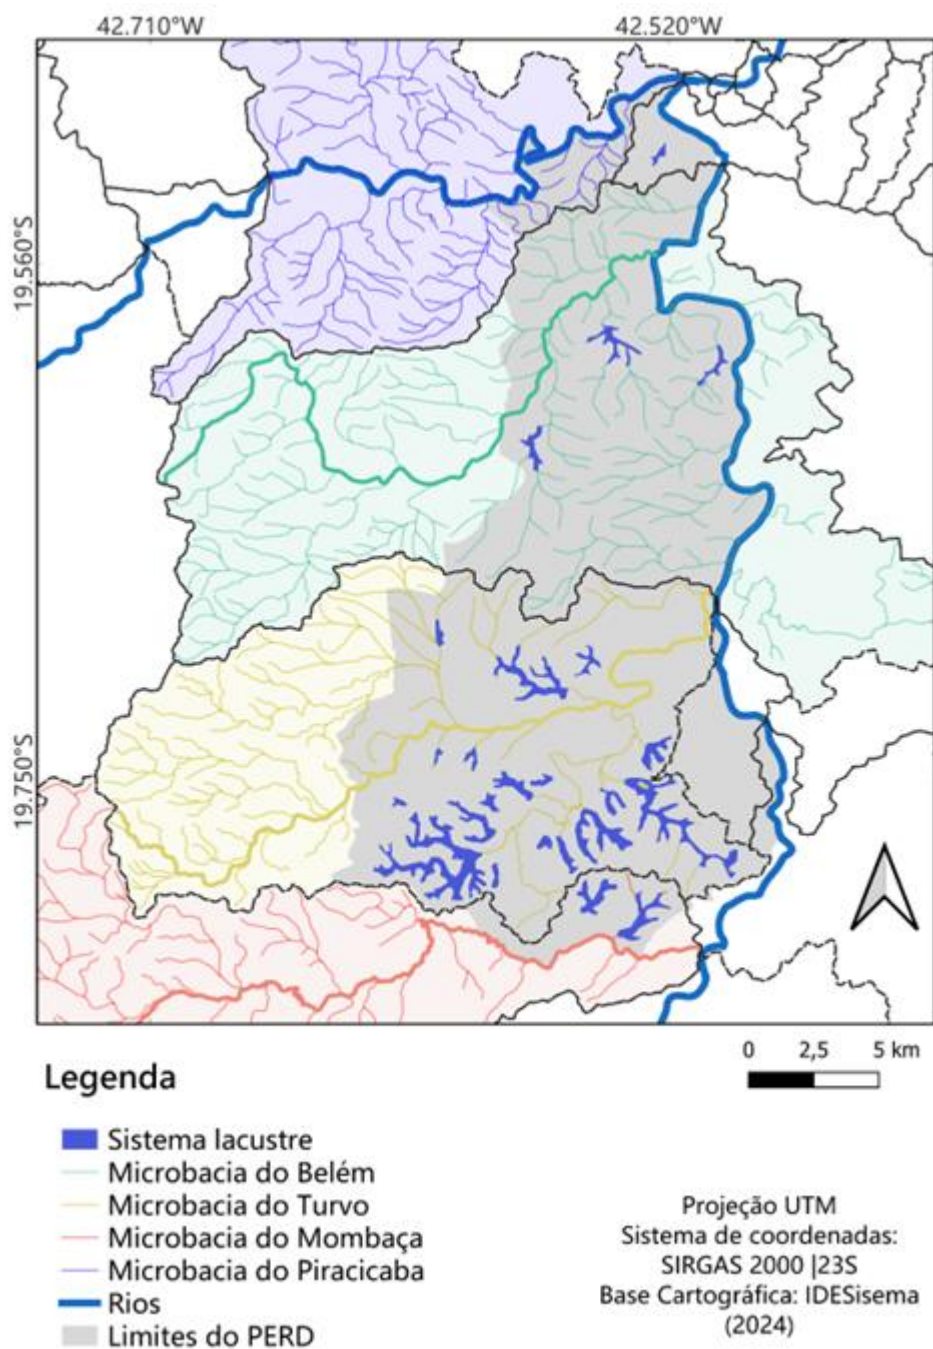 42.710°W
42.520°W
19.560°S
19.750°S
0 2,5 5 km
Legenda
Sistema lacustre
Microbacia do Belém
Microbacia do Turvo
Microbacia do Mombaça
Microbacia do Piracicaba
Rios
Limites do PERD
Projeção UTM
Sistema de coordenadas:
SIRGAS 2000 |23S
Base Cartográfica: IDESisema
(2024)